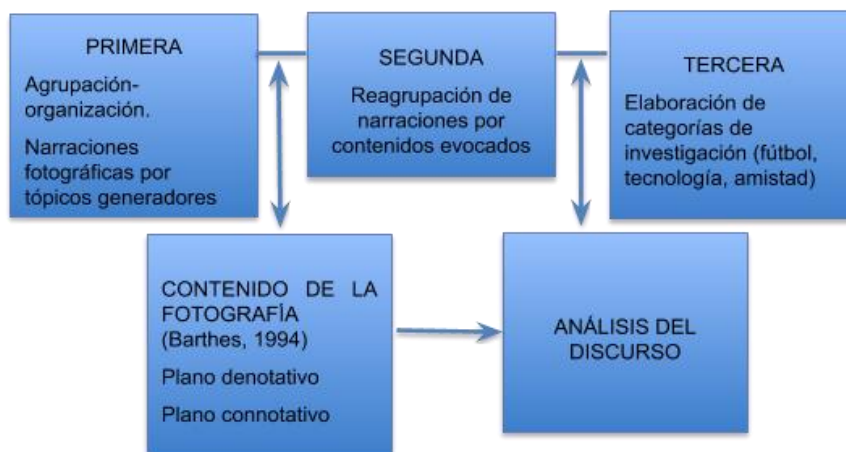 PRIMERA
Agrupación-
organización.
Narraciones
fotográficas por
tópicos generadores
SEGUNDA
Reagrupación de
narraciones por
contenidos evocados
TERCERA
Elaboración de
categorías de
investigación (fútbol,
tecnología, amistad)
CONTENIDO DE LA
FOTOGRAFÍA
(Barthes, 1994)
Plano denotativo
Plano connotativo
ANÁLISIS DEL
DISCURSO